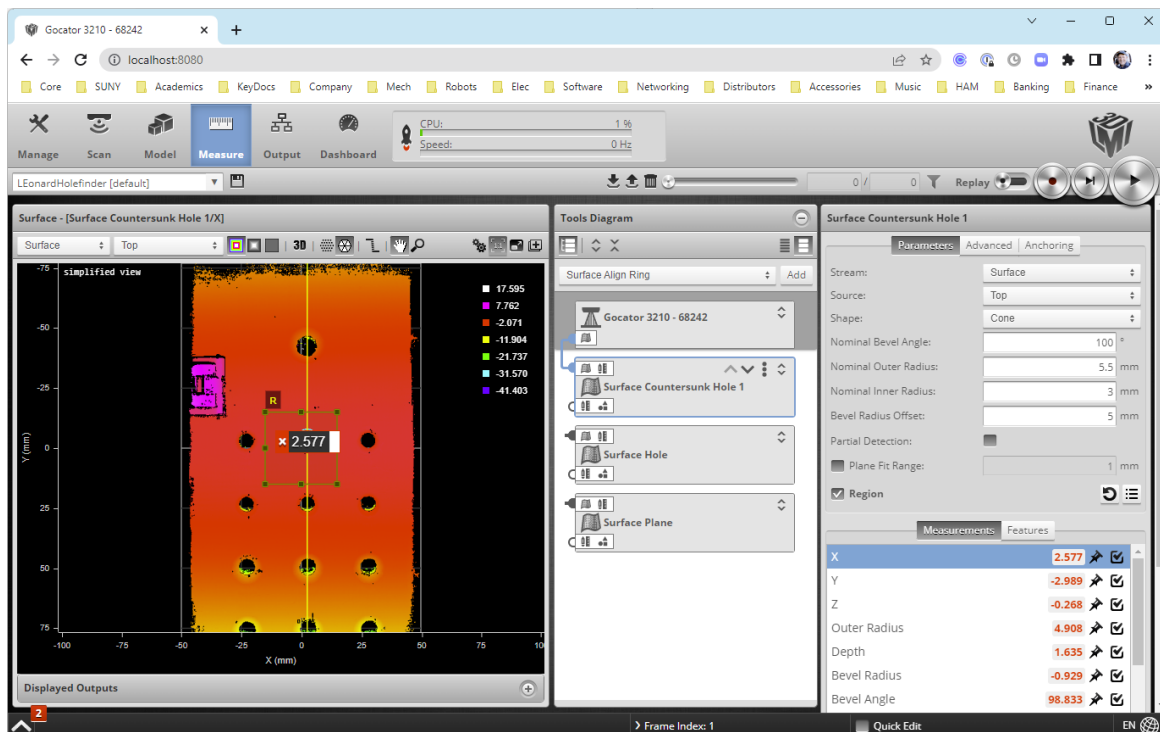 Gocator 3210 - 68242
localhost:8080
Core SUNY Academics KeyDocs Company Mech Robots Elec Software Networking Distributors Accessories Music HAM Banking Finance »
Manage Scan Model Measure Output Dashboard
CPU: 1 %
Speed: 0 Hz
LEonardHolefinder [default]
0 / 0 Replay
Surface - [Surface Countersunk Hole 1/X]
Surface Top 3D
simplified view
17.595
7.762
-2.071
-11.904
-21.737
-31.570
-41.403
R
2.577
-75
-50
-25
0
25
50
75
Y (mm)
-100 -75 -50 -25 0 25 50 75 10
X (mm)
Displayed Outputs
Tools Diagram
Surface Align Ring Add
Gocator 3210 - 68242
Surface Countersunk Hole 1
Surface Hole
Surface Plane
Surface Countersunk Hole 1
Parameters Advanced Anchoring
Stream: Surface
Source: Top
Shape: Cone
Nominal Bevel Angle: 100 °
Nominal Outer Radius: 5.5 mm
Nominal Inner Radius: 3 mm
Bevel Radius Offset: 5 mm
Partial Detection:
Plane Fit Range: 1 mm
Region
Measurements Features
X 2.577
Y -2.989
Z -0.268
Outer Radius 4.908
Depth 1.635
Bevel Radius -0.929
Bevel Angle 98.833
2
Frame Index: 1
Quick Edit
EN